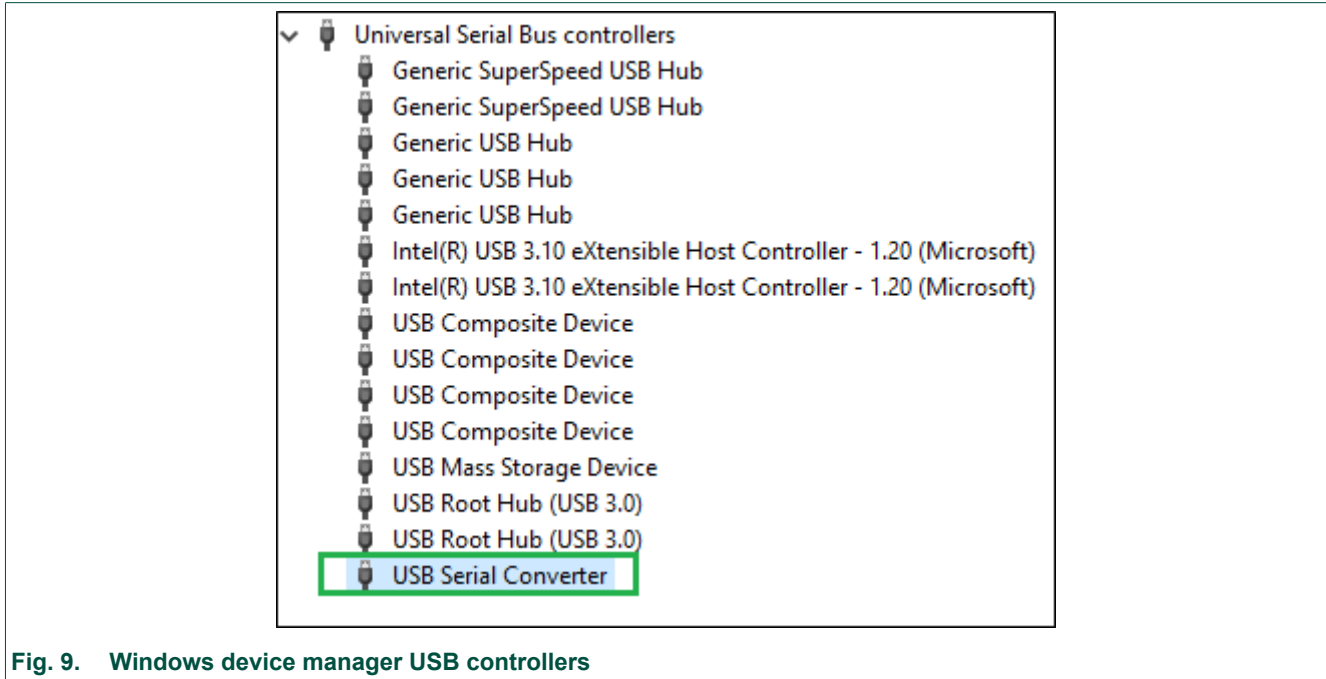 Universal Serial Bus controllers
Generic SuperSpeed USB Hub
Generic SuperSpeed USB Hub
Generic USB Hub
Generic USB Hub
Generic USB Hub
Intel(R) USB 3.10 eXtensible Host Controller - 1.20 (Microsoft)
Intel(R) USB 3.10 eXtensible Host Controller - 1.20 (Microsoft)
USB Composite Device
USB Composite Device
USB Composite Device
USB Composite Device
USB Mass Storage Device
USB Root Hub (USB 3.0)
USB Root Hub (USB 3.0)
USB Serial Converter
Fig. 9. Windows device manager USB controllers